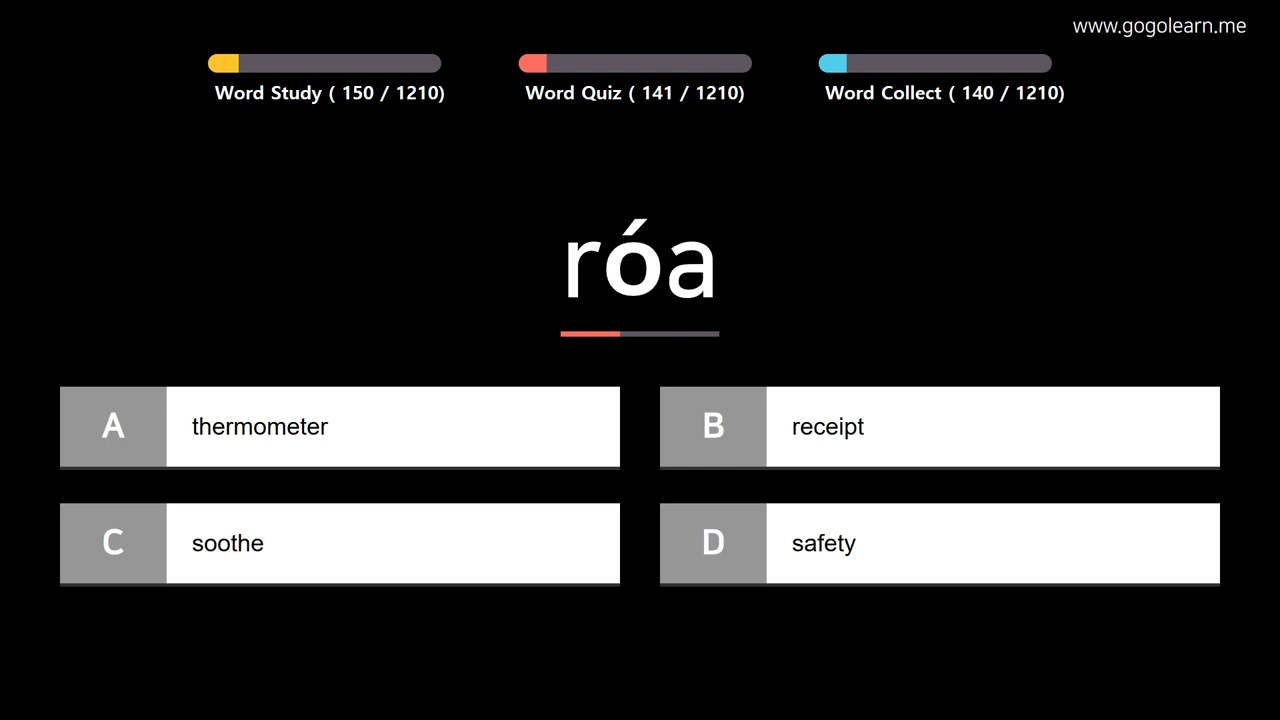 www.gogolearn.me
Word Study ( 150 / 1210)
Word Quiz ( 141 / 1210)
Word Collect ( 140 / 1210)
róa
A thermometer
B receipt
C soothe
D safety